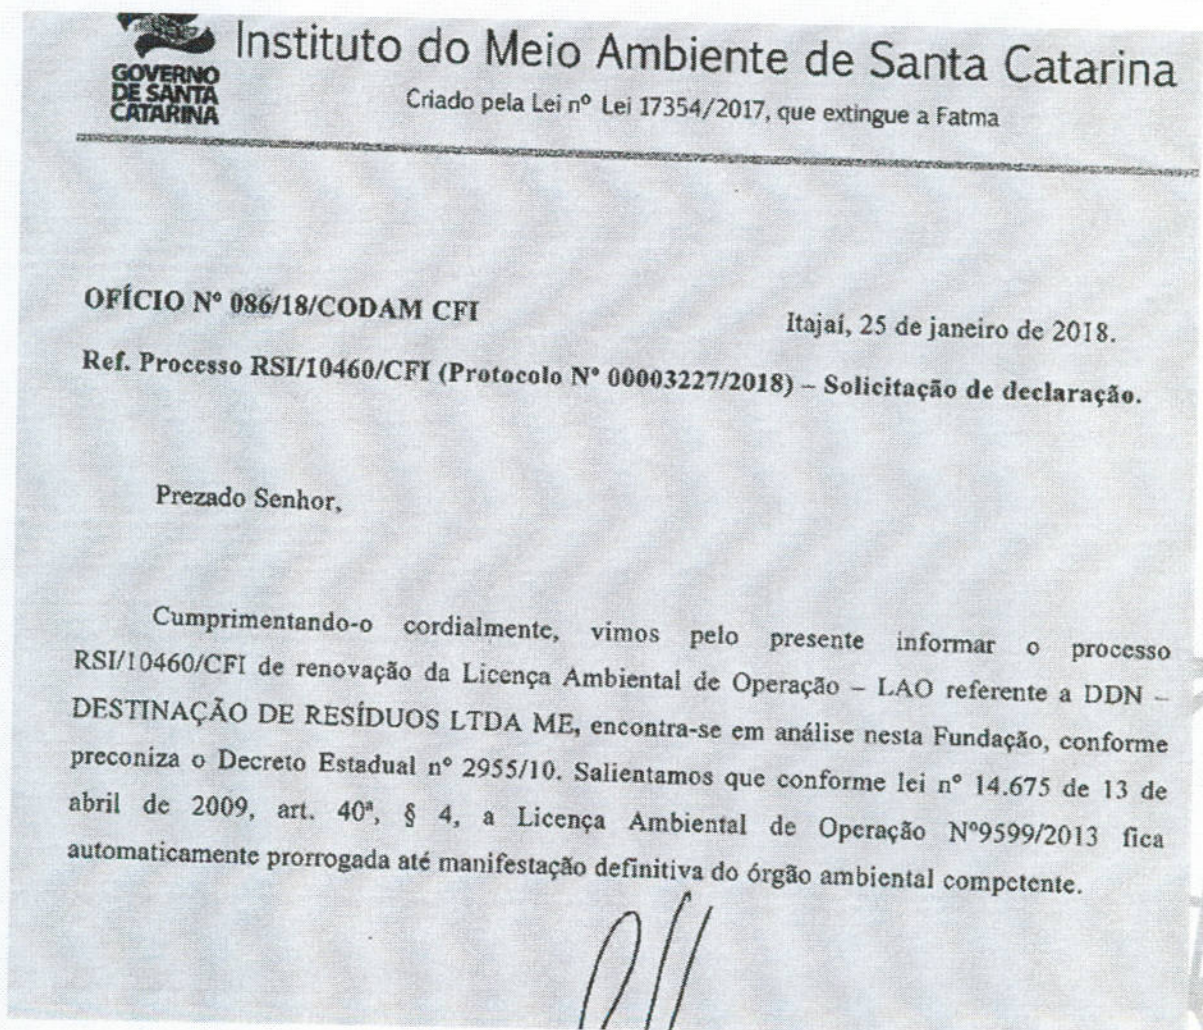 GOVERNO
DE SANTA
CATARINA
Instituto do Meio Ambiente de Santa Catarina
Criado pela Lei nº Lei 17354/2017, que extingue a Fatma
OFÍCIO Nº 086/18/CODAM CFI
Itajaí, 25 de janeiro de 2018.
Ref. Processo RSI/10460/CFI (Protocolo Nº 00003227/2018) – Solicitação de declaração.
Prezado Senhor,
Cumprimentando-o cordialmente, vimos pelo presente informar o processo
RSI/10460/CFI de renovação da Licença Ambiental de Operação – LAO referente a DDN –
DESTINAÇÃO DE RESÍDUOS LTDA ME, encontra-se em análise nesta Fundação, conforme
preconiza o Decreto Estadual nº 2955/10. Salientamos que conforme lei nº 14.675 de 13 de
abril de 2009, art. 40ª, § 4, a Licença Ambiental de Operação Nº9599/2013 fica
automaticamente prorrogada até manifestação definitiva do órgão ambiental competente.